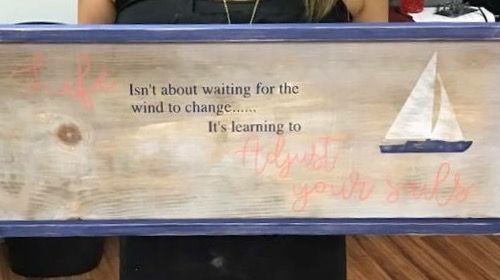 Life
Isn't about waiting for the
wind to change......
It's learning to
Adjust
your sails